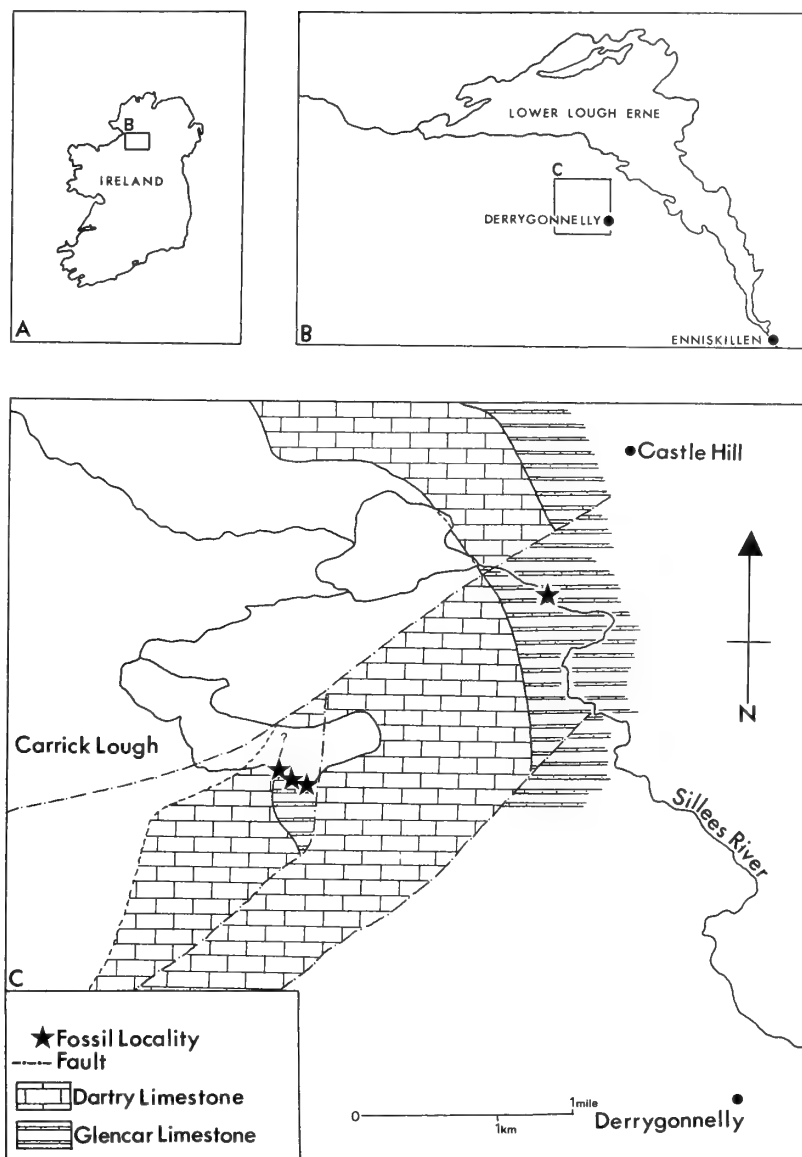 B
IRELAND
A
LOWER LOUGH ERNE
C
DERRYGONNELLY
ENNISKILLEN
B
Castle Hill
N
Carrick Lough
Sillees River
C
Fossil Locality
Fault
Dartry Limestone
Glencar Limestone
0
1km
1mile
Derrygonnelly